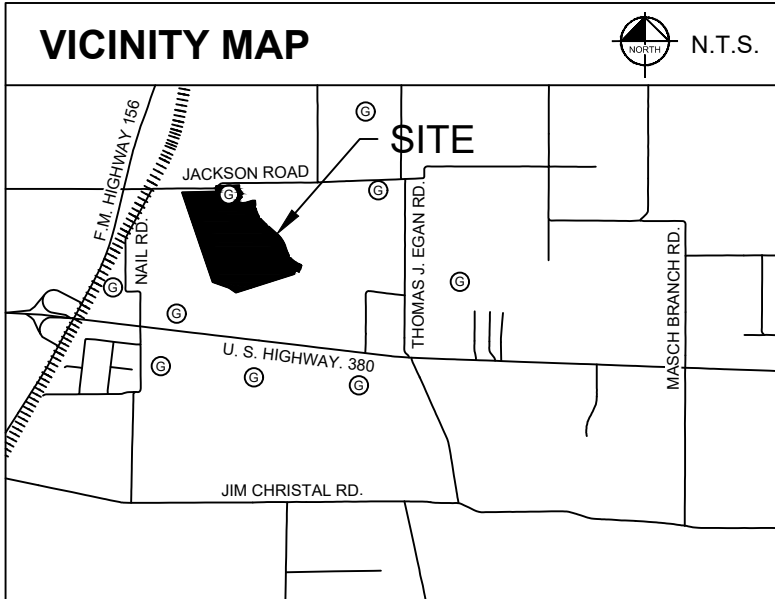 VICINITY MAP
NORTH
N.T.S.
F.M. HIGHWAY 156
G
SITE
JACKSON ROAD
G
G
NAIL RD.
THOMAS J. EGAN RD.
MASCH BRANCH RD.
G
G
G
U. S. HIGHWAY. 380
G
G
G
JIM CHRISTAL RD.